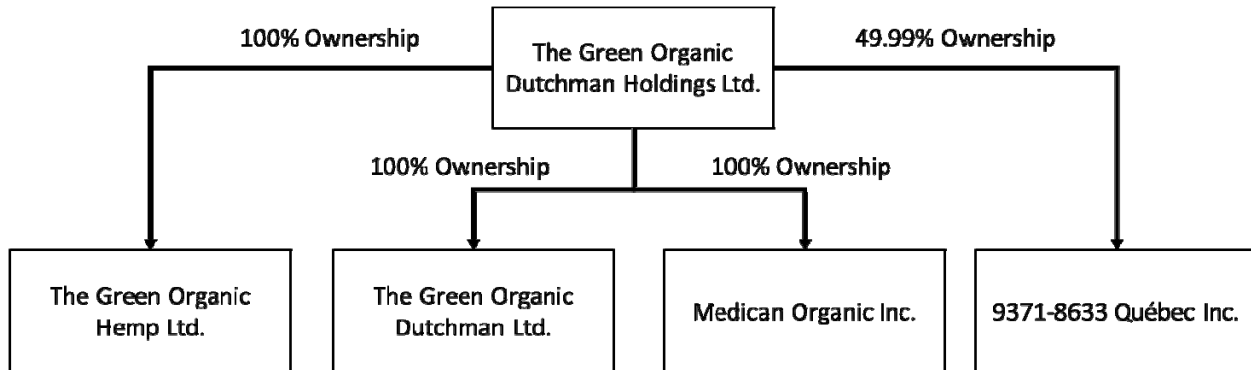 100% Ownership
The Green Organic
Dutchman Holdings Ltd.
49.99% Ownership
100% Ownership
100% Ownership
The Green Organic
Hemp Ltd.
The Green Organic
Dutchman Ltd.
Medican Organic Inc.
9371-8633 Québec Inc.